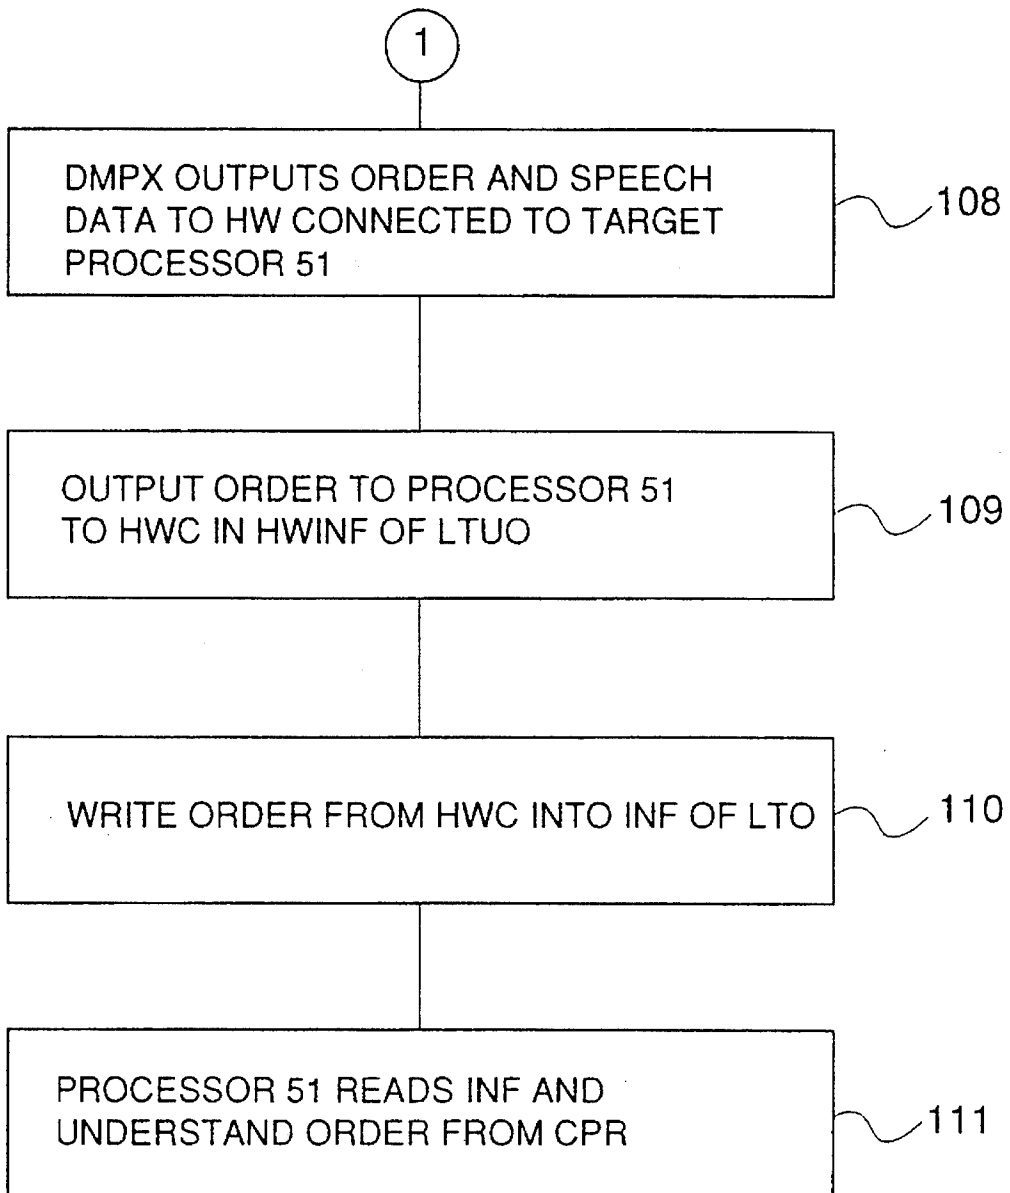 1
DMPX OUTPUTS ORDER AND SPEECH
DATA TO HW CONNECTED TO TARGET
PROCESSOR 51
108
OUTPUT ORDER TO PROCESSOR 51
TO HWC IN HWINF OF LTUO
109
WRITE ORDER FROM HWC INTO INF OF LTO
110
PROCESSOR 51 READS INF AND
UNDERSTAND ORDER FROM CPR
111